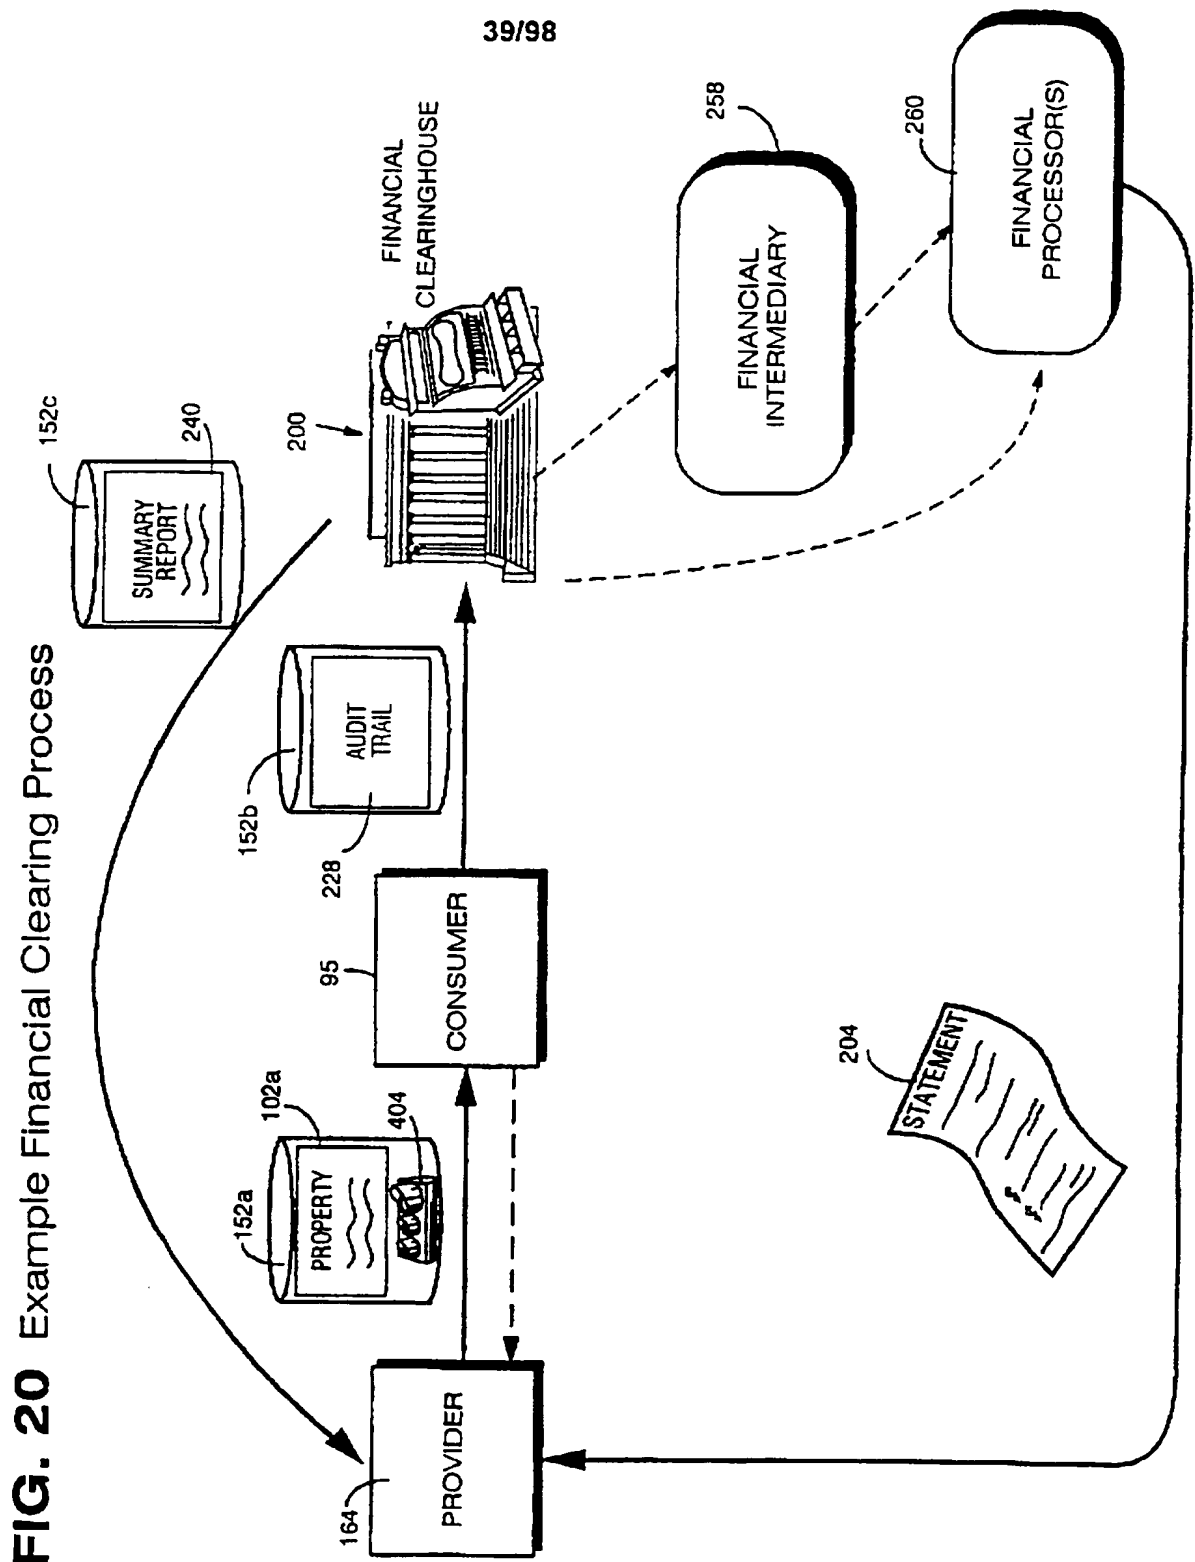 39/98
FIG. 20 Example Financial Clearing Process
152c
SUMMARY
REPORT
240
152a
PROPERTY
102a
404
152b
AUDIT
TRAIL
228
200
FINANCIAL
CLEARINGHOUSE
164
PROVIDER
95
CONSUMER
258
FINANCIAL
INTERMEDIARY
260
FINANCIAL
PROCESSOR(S)
204
STATEMENT
$
$